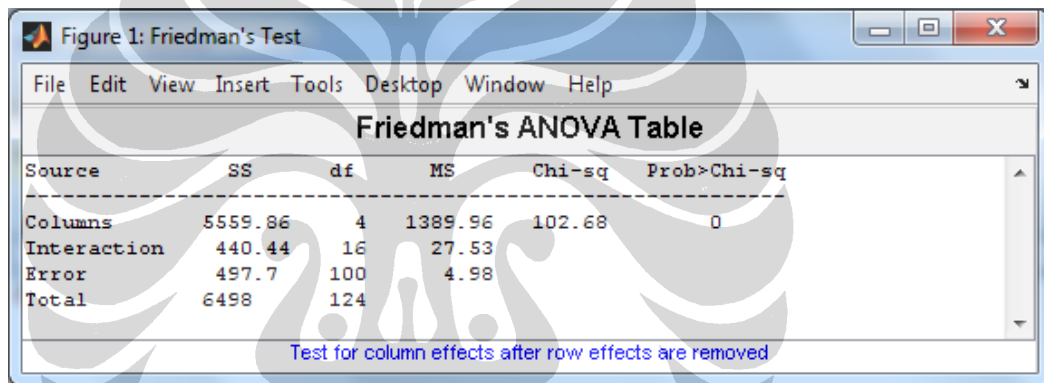 Figure 1: Friedman's Test
File Edit View Insert Tools Desktop Window Help
Friedman's ANOVA Table
Source SS df MS Chi-sq Prob>Chi-sq
Columns 5559.86 4 1389.96 102.68 0
Interaction 440.44 16 27.53
Error 497.7 100 4.98
Total 6498 124
Test for column effects after row effects are removed